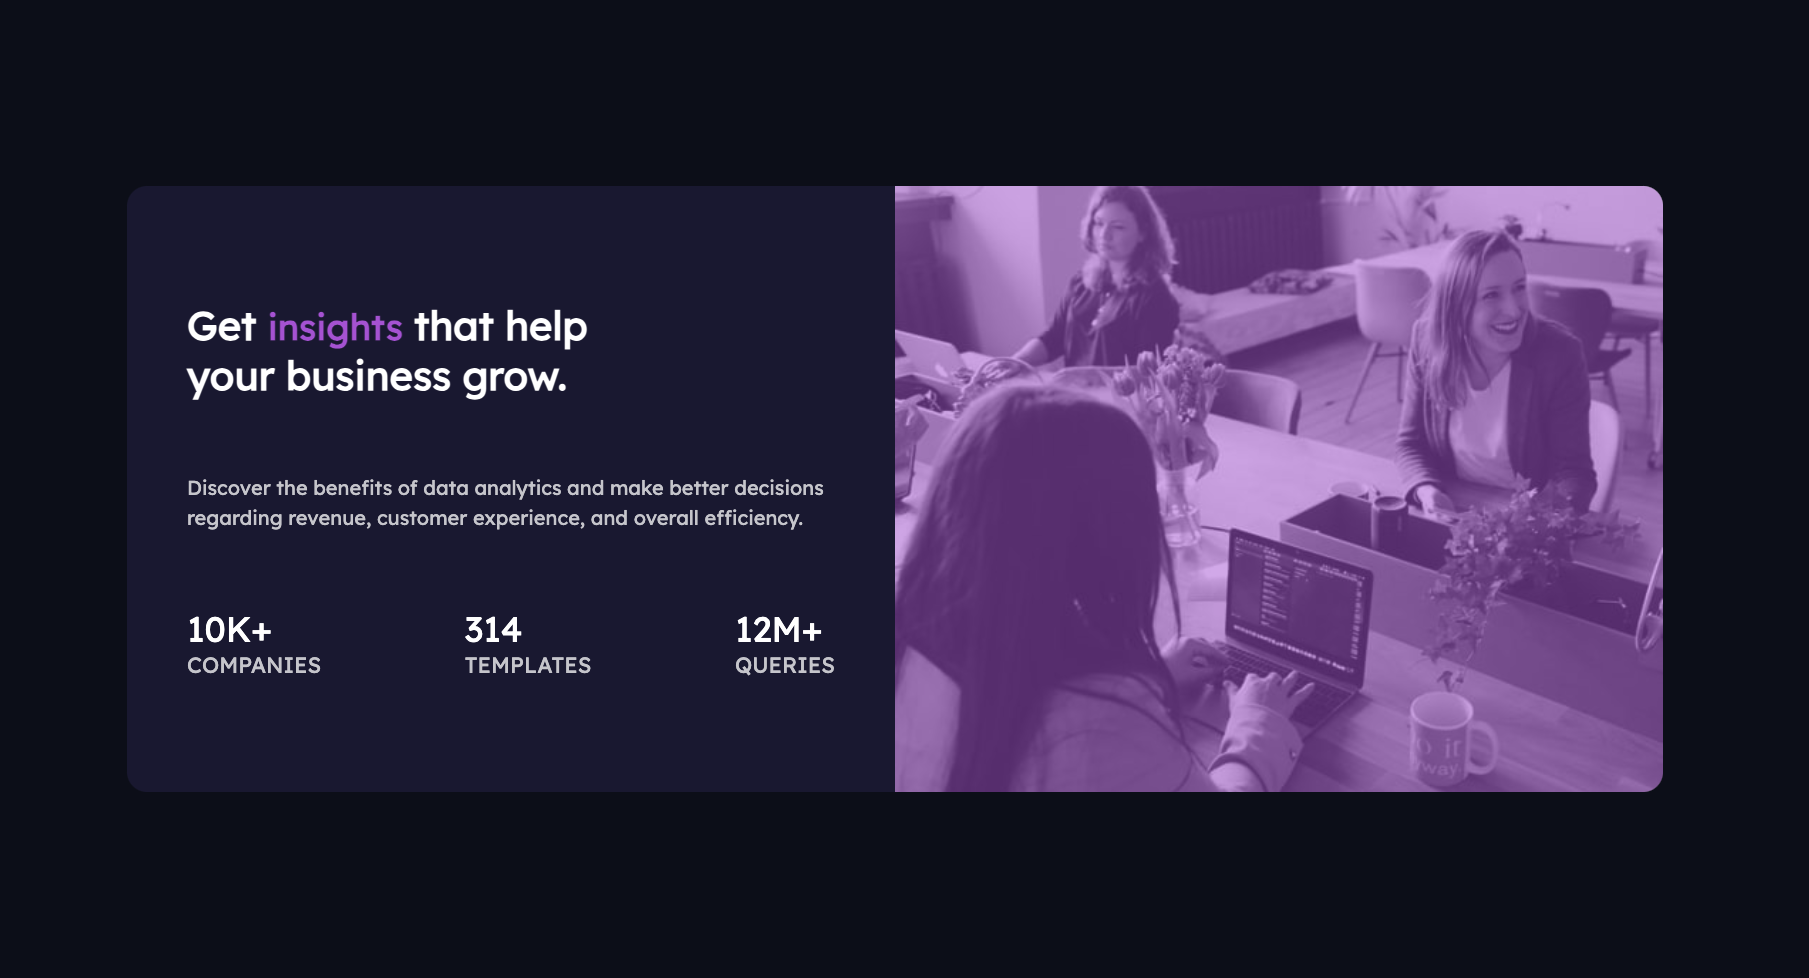 Get insights that help
your business grow.
Discover the benefits of data analytics and make better decisions
regarding revenue, customer experience, and overall efficiency.
10K+
COMPANIES
314
TEMPLATES
12M+
QUERIES